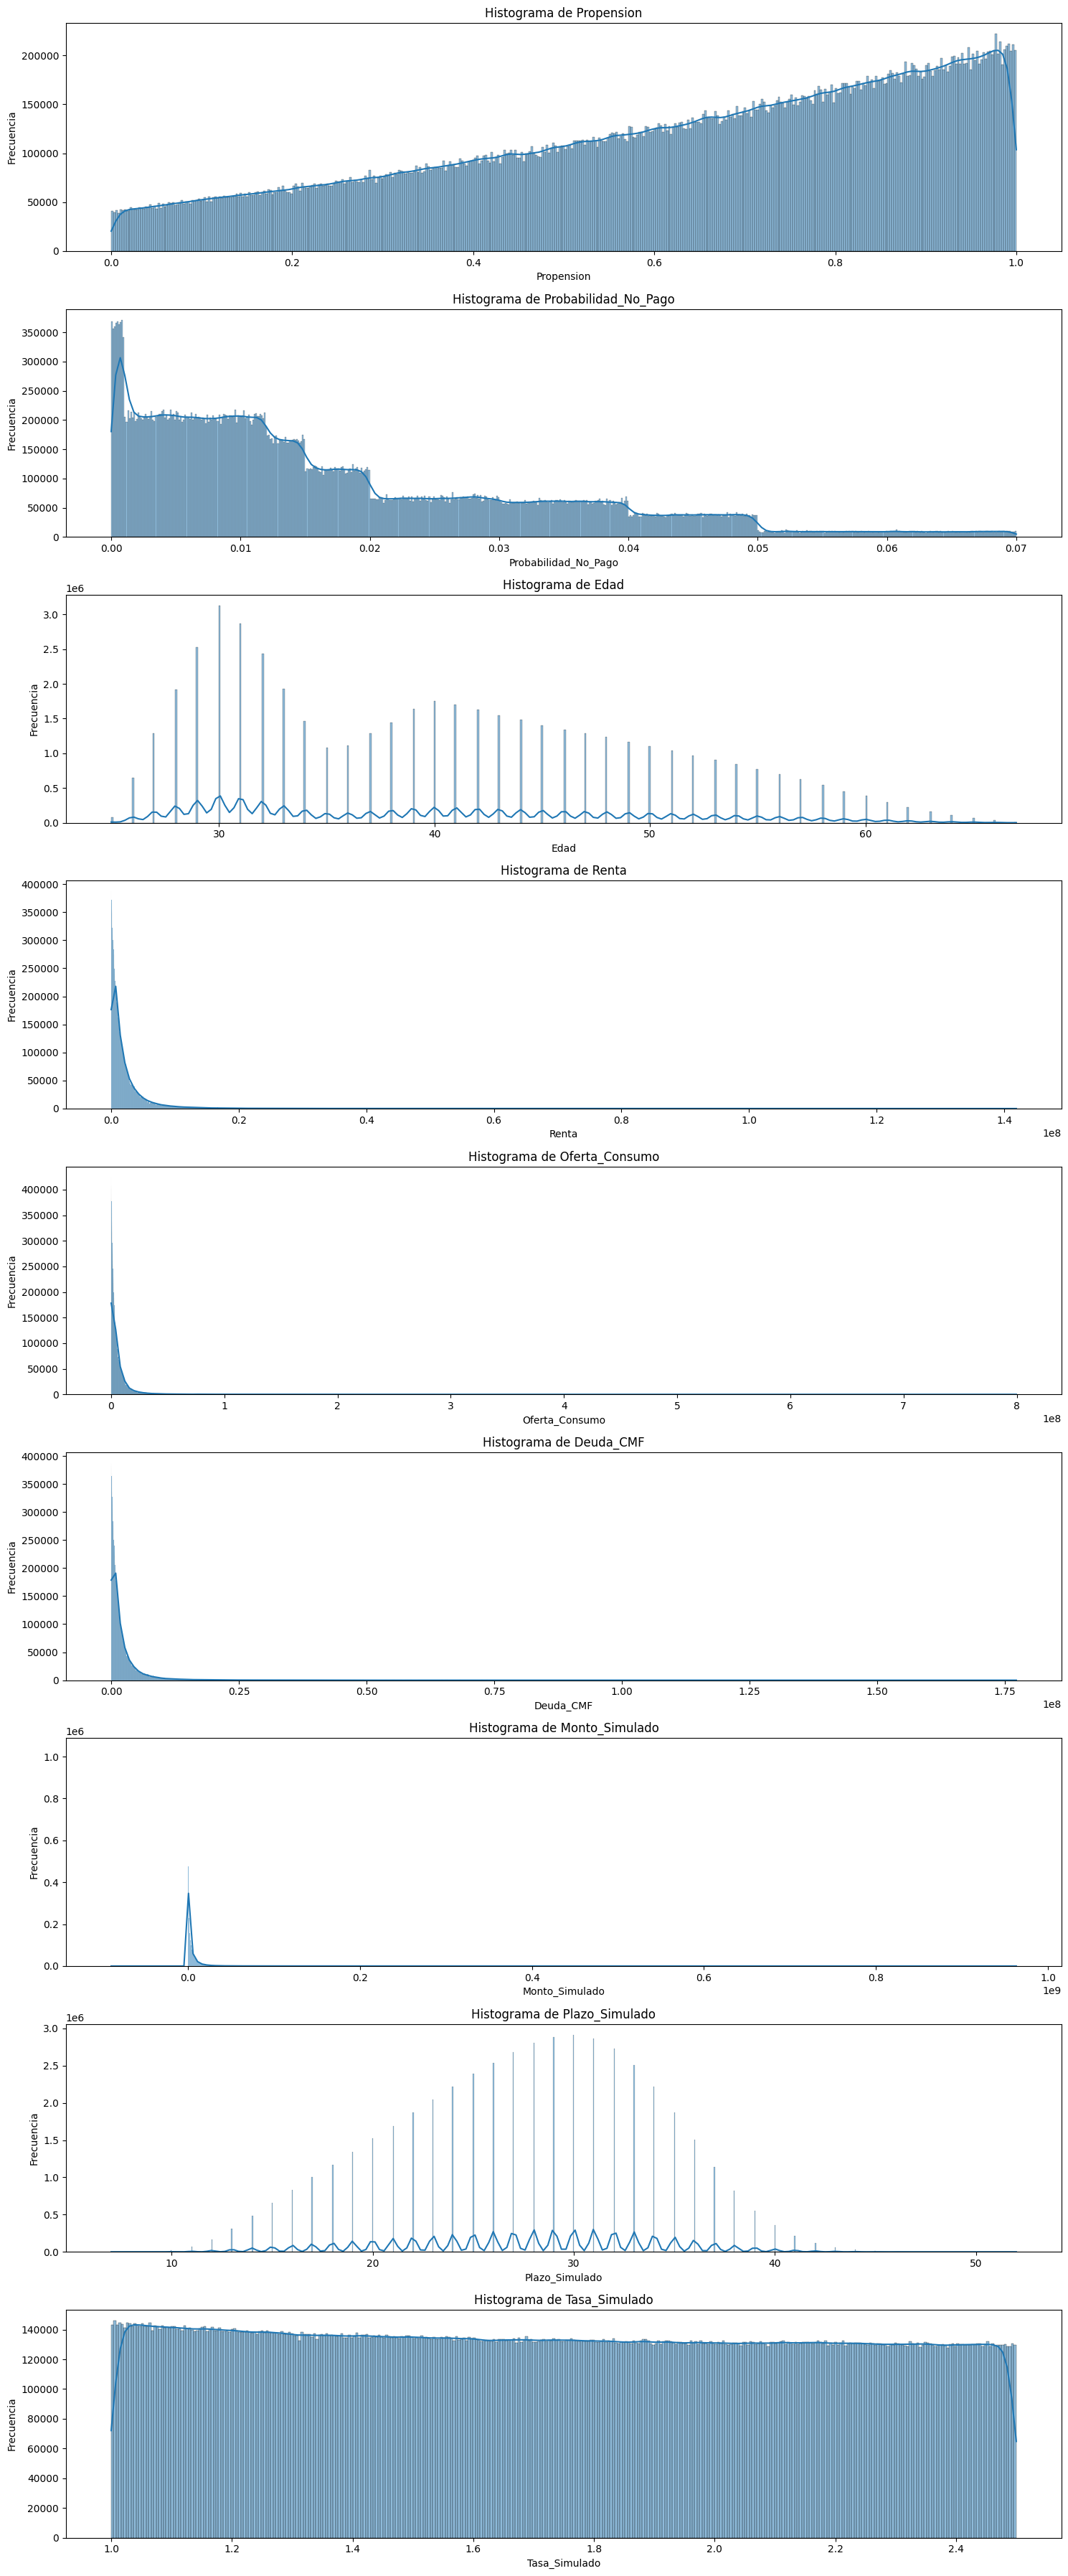 Histograma de Propension
200000
150000
100000
50000
0
Frecuencia
0.0 0.2 0.4 0.6 0.8 1.0
Propension
Histograma de Probabilidad_No_Pago
350000
300000
250000
200000
150000
100000
50000
0
Frecuencia
0.00 0.01 0.02 0.03 0.04 0.05 0.06 0.07
Probabilidad_No_Pago
Histograma de Edad
1e6
3.0
2.5
2.0
1.5
1.0
0.5
0.0
Frecuencia
30 40 50 60
Edad
Histograma de Renta
400000
350000
300000
250000
200000
150000
100000
50000
0
Frecuencia
0.0 0.2 0.4 0.6 0.8 1.0 1.2 1.4
1e8
Renta
Histograma de Oferta_Consumo
400000
350000
300000
250000
200000
150000
100000
50000
0
Frecuencia
0 1 2 3 4 5 6 7 8
1e8
Oferta_Consumo
Histograma de Deuda_CMF
400000
350000
300000
250000
200000
150000
100000
50000
0
Frecuencia
0.00 0.25 0.50 0.75 1.00 1.25 1.50 1.75
1e8
Deuda_CMF
Histograma de Monto_Simulado
1e6
1.0
0.8
0.6
0.4
0.2
0.0
Frecuencia
0.0 0.2 0.4 0.6 0.8 1.0
1e9
Monto_Simulado
Histograma de Plazo_Simulado
1e6
3.0
2.5
2.0
1.5
1.0
0.5
0.0
Frecuencia
10 20 30 40 50
Plazo_Simulado
Histograma de Tasa_Simulado
140000
120000
100000
80000
60000
40000
20000
0
Frecuencia
1.0 1.2 1.4 1.6 1.8 2.0 2.2 2.4
Tasa_Simulado